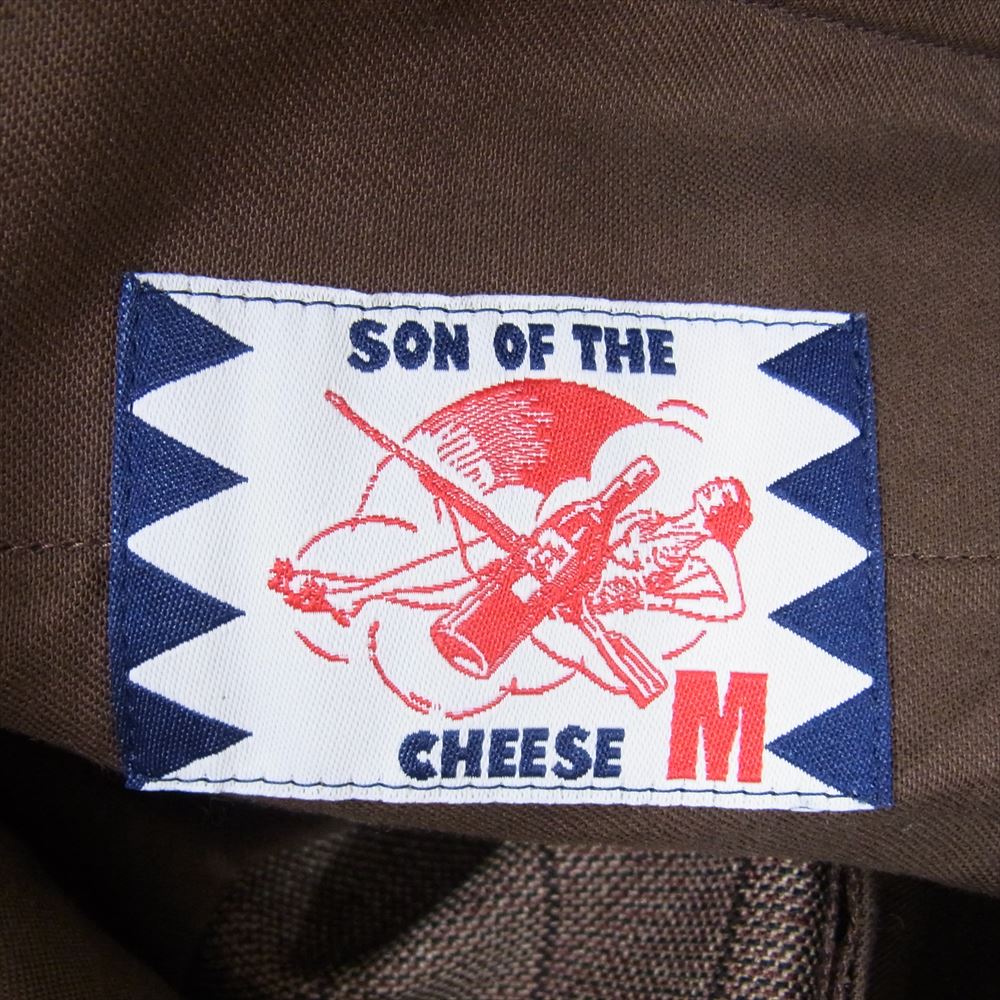 SON OF THE
CHEESE
M